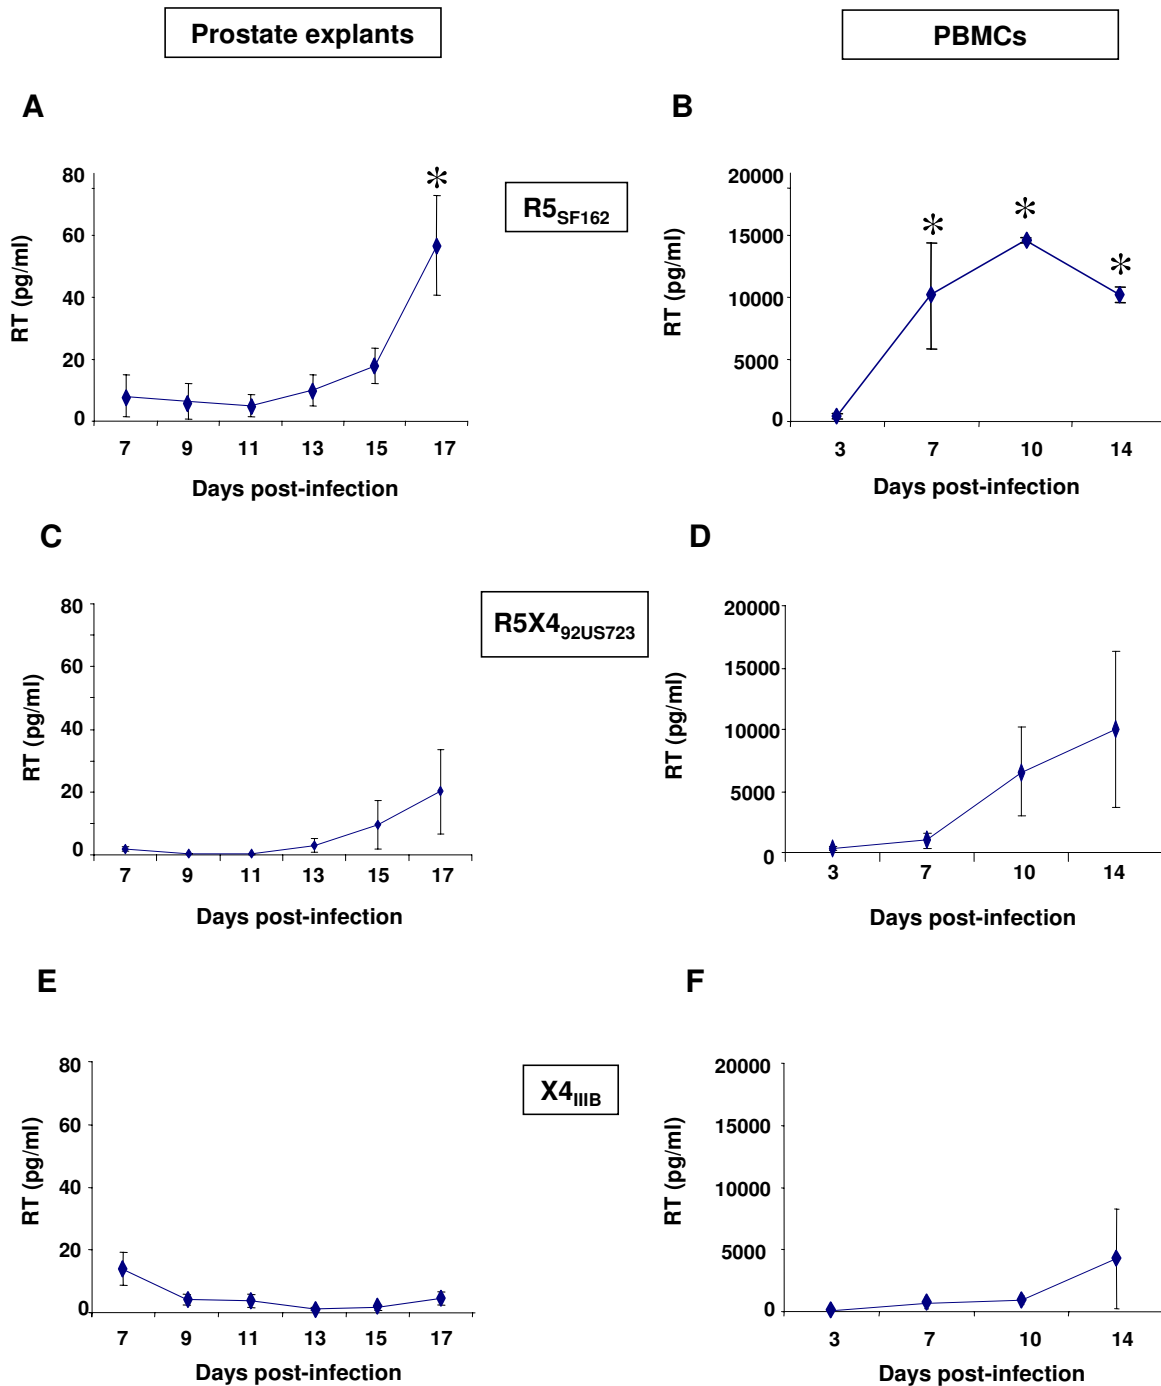 Prostate explants
PBMCs
A
B
80
60
40
20
0
RT (pg/ml)
*
7 9 11 13 15 17
Days post-infection
R5SF162
20000
15000
10000
5000
0
RT (pg/ml)
* * *
3 7 10 14
Days post-infection
C
D
80
60
40
20
0
RT (pg/ml)
7 9 11 13 15 17
Days post-infection
R5X492US723
20000
15000
10000
5000
0
RT (pg/ml)
3 7 10 14
Days post-infection
E
F
80
60
40
20
0
RT (pg/ml)
7 9 11 13 15 17
Days post-infection
X4IIIB
20000
15000
10000
5000
0
RT (pg/ml)
3 7 10 14
Days post-infection